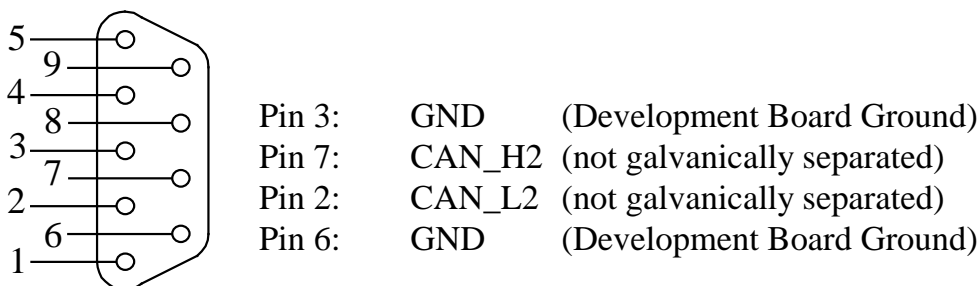 5
9
4
8
3
7
2
6
1
Pin 3: GND (Development Board Ground)
Pin 7: CAN_H2 (not galvanically separated)
Pin 2: CAN_L2 (not galvanically separated)
Pin 6: GND (Development Board Ground)